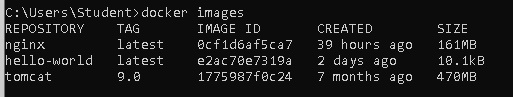 C:\Users\Student>docker images
REPOSITORY TAG IMAGE ID CREATED SIZE
nginx latest 0cf1d6af5ca7 39 hours ago 161MB
hello-world latest e2ac70e7319a 2 days ago 10.1kB
tomcat 9.0 1775987f0c24 7 months ago 470MB